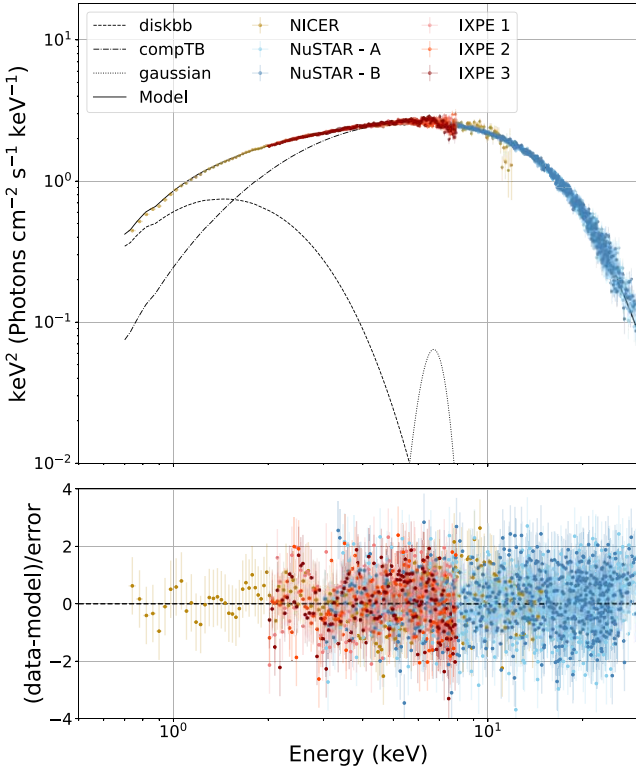 diskbb
compTB
gaussian
Model
NICER
NuSTAR - A
NuSTAR - B
IXPE 1
IXPE 2
IXPE 3
10²
10¹
10⁰
10⁻¹
10⁻²
keV² (Photons cm⁻² s⁻¹ keV⁻¹)
4
2
0
−2
−4
(data-model)/error
10⁰
10¹
Energy (keV)